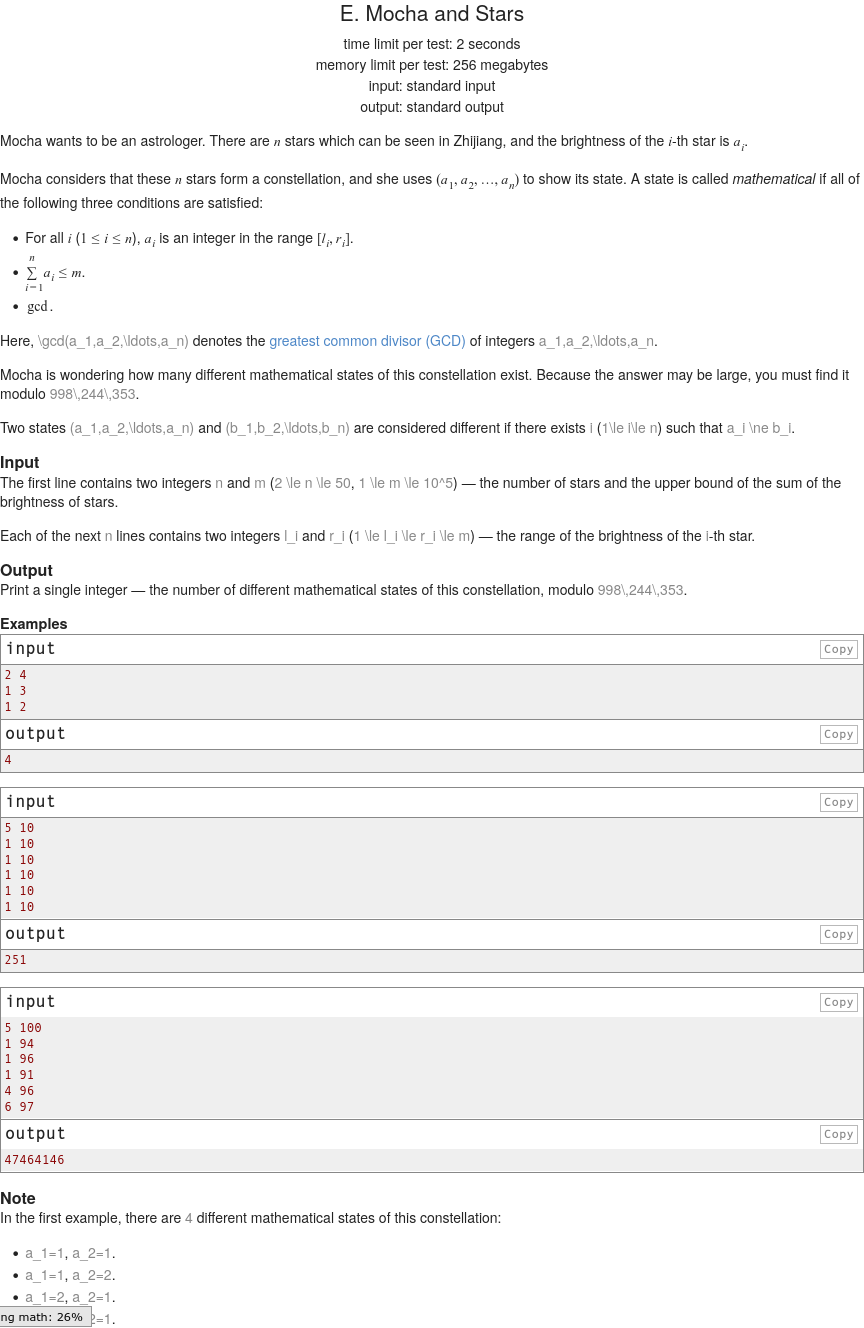 E. Mocha and Stars
time limit per test: 2 seconds
memory limit per test: 256 megabytes
input: standard input
output: standard output
Mocha wants to be an astrologer. There are n stars which can be seen in Zhijiang, and the brightness of the i-th star is a_i.
Mocha considers that these n stars form a constellation, and she uses (a_1, a_2, …, a_n) to show its state. A state is called mathematical if all of
the following three conditions are satisfied:
• For all i (1 ≤ i ≤ n), a_i is an integer in the range [l_i, r_i].
• n∑i=1 a_i ≤ m.
• gcd.
Here, \gcd(a_1,a_2,\ldots,a_n) denotes the greatest common divisor (GCD) of integers a_1,a_2,\ldots,a_n.
Mocha is wondering how many different mathematical states of this constellation exist. Because the answer may be large, you must find it
modulo 998\,244\,353.
Two states (a_1,a_2,\ldots,a_n) and (b_1,b_2,\ldots,b_n) are considered different if there exists i (1\le i\le n) such that a_i \ne b_i.
Input
The first line contains two integers n and m (2 \le n \le 50, 1 \le m \le 10^5) — the number of stars and the upper bound of the sum of the
brightness of stars.
Each of the next n lines contains two integers l_i and r_i (1 \le l_i \le r_i \le m) — the range of the brightness of the i-th star.
Output
Print a single integer — the number of different mathematical states of this constellation, modulo 998\,244\,353.
Examples
input Copy
2 4
1 3
1 2
output Copy
4
input Copy
5 10
1 10
1 10
1 10
1 10
1 10
output Copy
251
input Copy
5 100
1 94
1 96
1 91
4 96
6 97
output Copy
47464146
Note
In the first example, there are 4 different mathematical states of this constellation:
• a_1=1, a_2=1.
• a_1=1, a_2=2.
• a_1=2, a_2=1.
ng math: 26% 2=1.